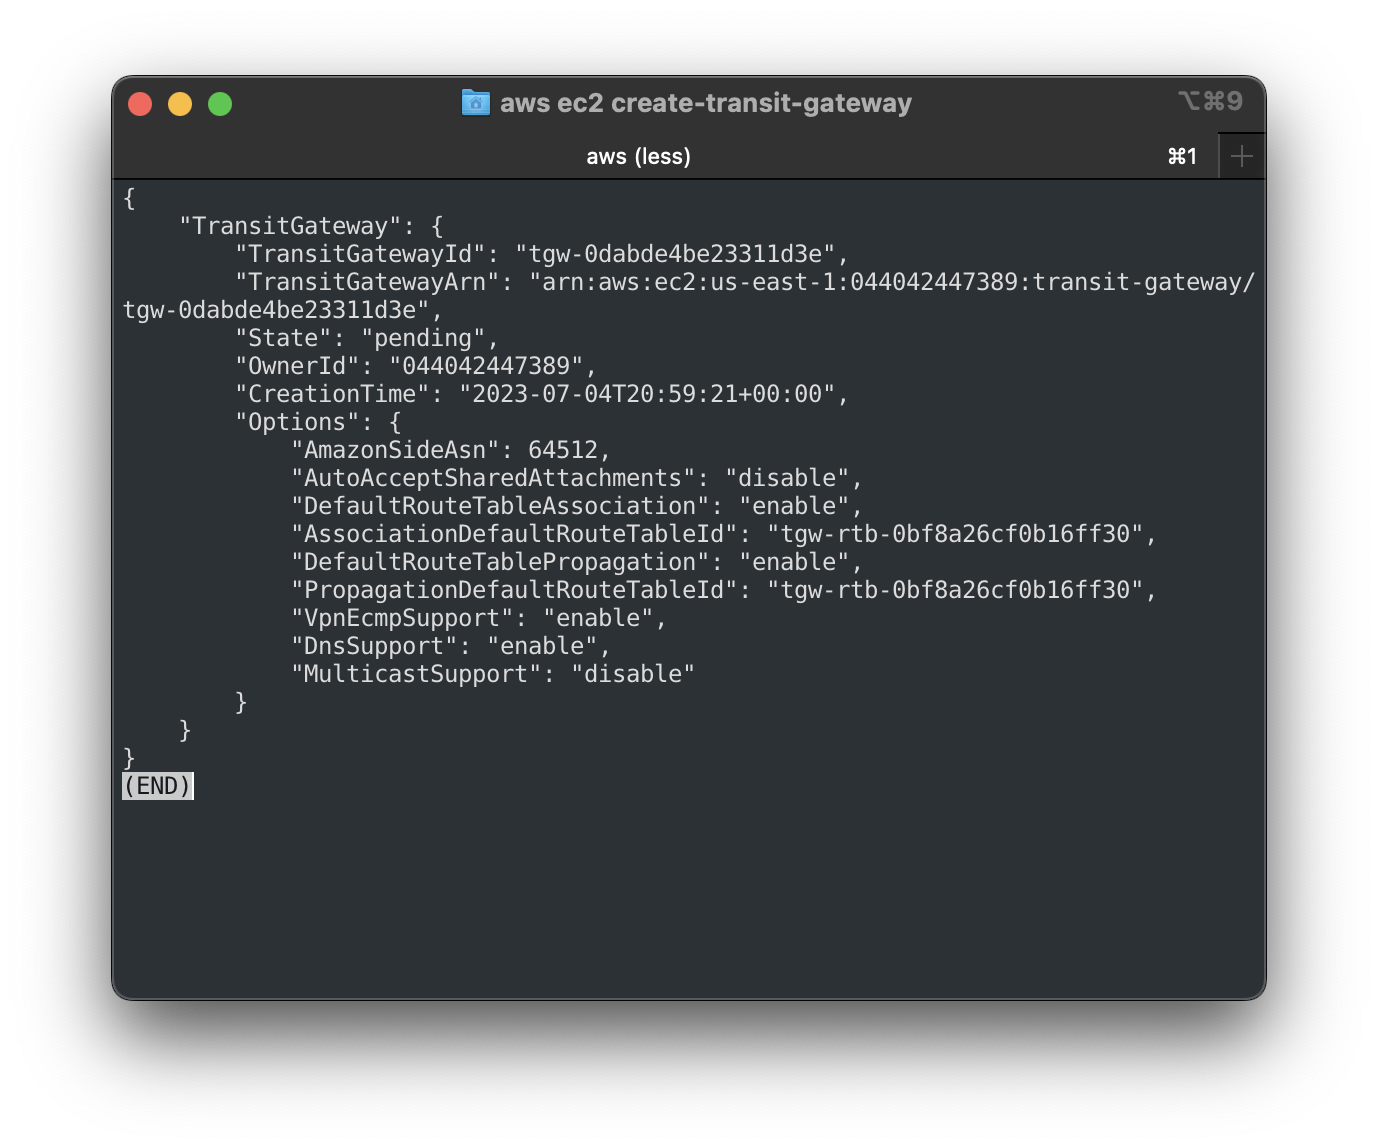 aws ec2 create-transit-gateway ⌥⌘9
aws (less) ⌘1
{
    "TransitGateway": {
        "TransitGatewayId": "tgw-0dabde4be23311d3e",
        "TransitGatewayArn": "arn:aws:ec2:us-east-1:044042447389:transit-gateway/
tgw-0dabde4be23311d3e",
        "State": "pending",
        "OwnerId": "044042447389",
        "CreationTime": "2023-07-04T20:59:21+00:00",
        "Options": {
            "AmazonSideAsn": 64512,
            "AutoAcceptSharedAttachments": "disable",
            "DefaultRouteTableAssociation": "enable",
            "AssociationDefaultRouteTableId": "tgw-rtb-0bf8a26cf0b16ff30",
            "DefaultRouteTablePropagation": "enable",
            "PropagationDefaultRouteTableId": "tgw-rtb-0bf8a26cf0b16ff30",
            "VpnEcmpSupport": "enable",
            "DnsSupport": "enable",
            "MulticastSupport": "disable"
        }
    }
}
(END)